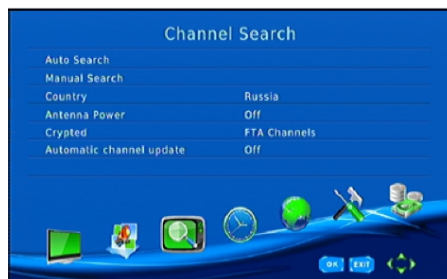 Channel Search
Auto Search
Manual Search
Country Russia
Antenna Power Off
Crypted FTA Channels
Automatic channel update Off
OK EXIT